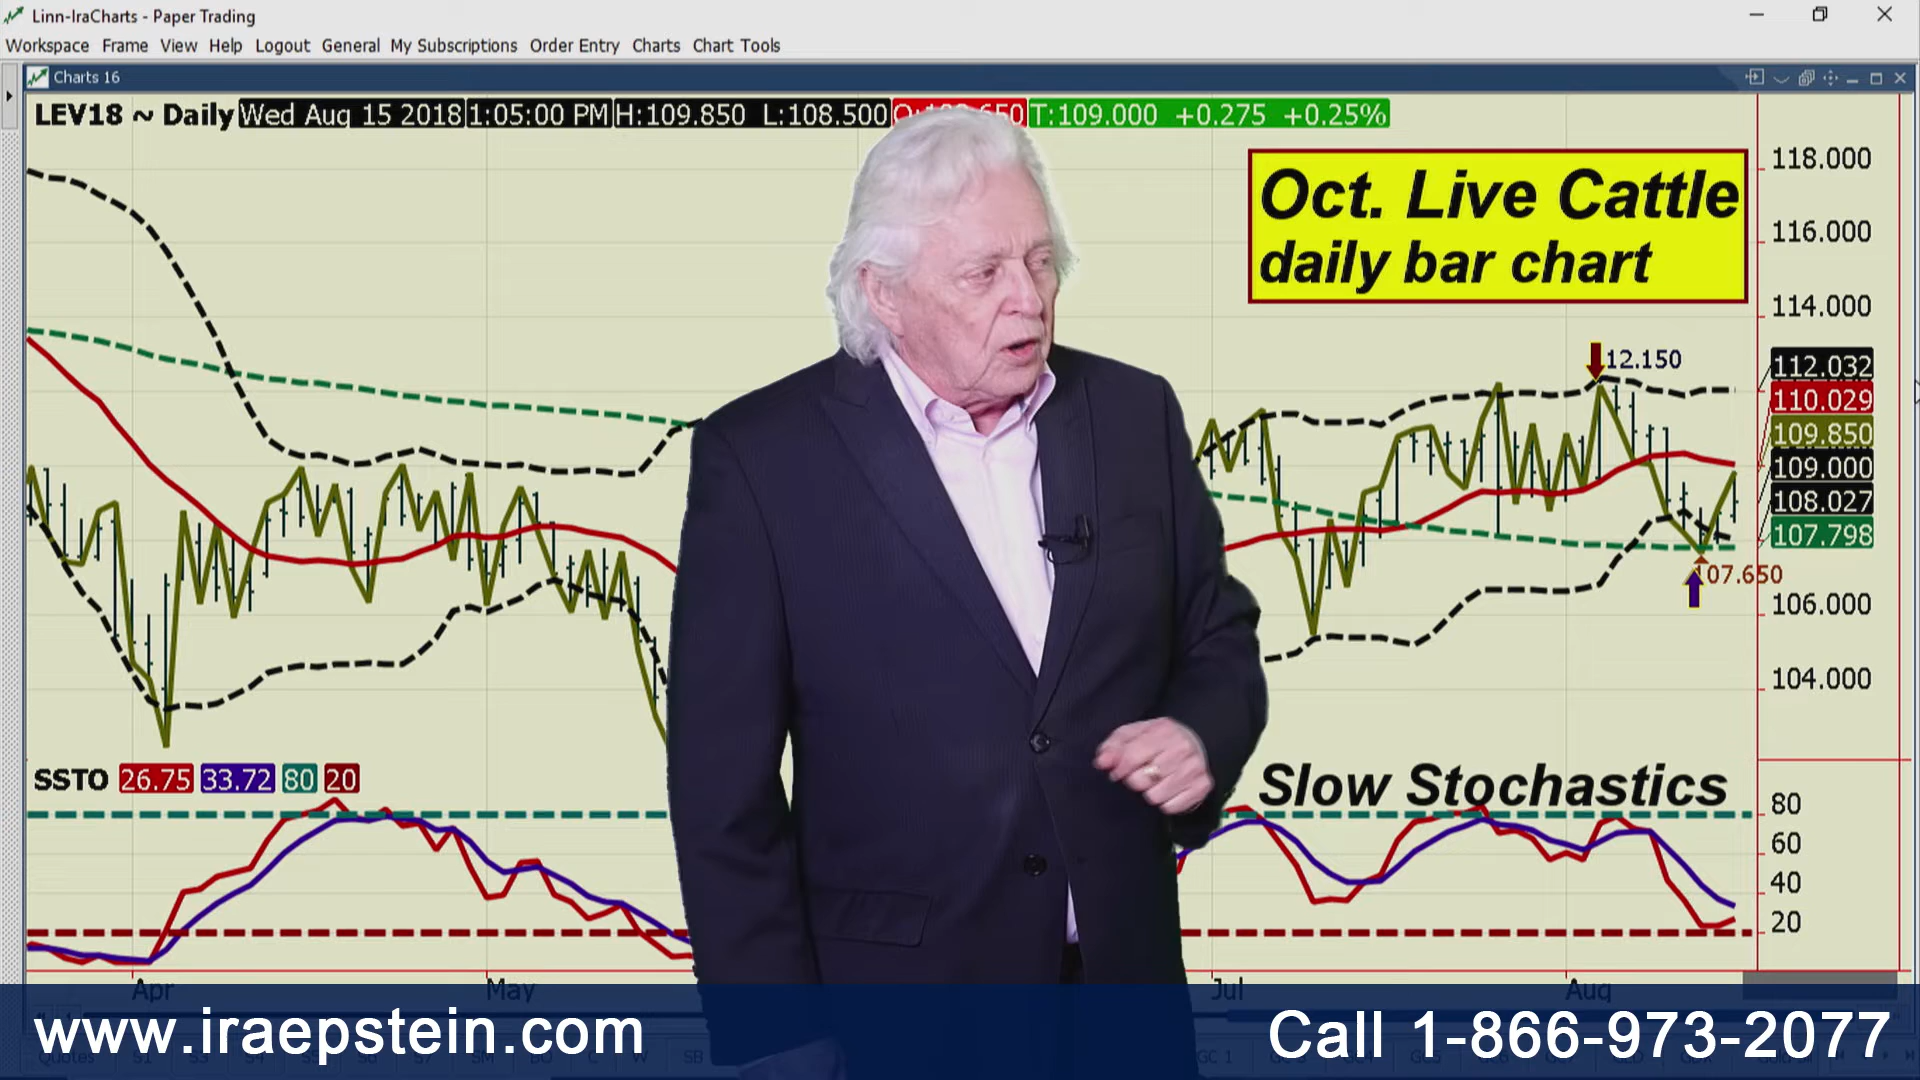 Linn-IraCharts - Paper Trading
Workspace Frame View Help Logout General My Subscriptions Order Entry Charts Chart Tools
Charts 16
LEV18 ~ Daily Wed Aug 15 2018 1:05:00 PM H:109.850 L:108.500 T:109.000 +0.275 +0.25%
Oct. Live Cattle
daily bar chart
118.000
116.000
114.000
12.150
112.032
110.029
109.850
109.000
108.027
107.798
107.650
106.000
104.000
SSTO 26.75 33.72 80 20
Slow Stochastics
80
60
40
20
Apr May Jul Aug
www.iraepstein.com
Call 1-866-973-2077